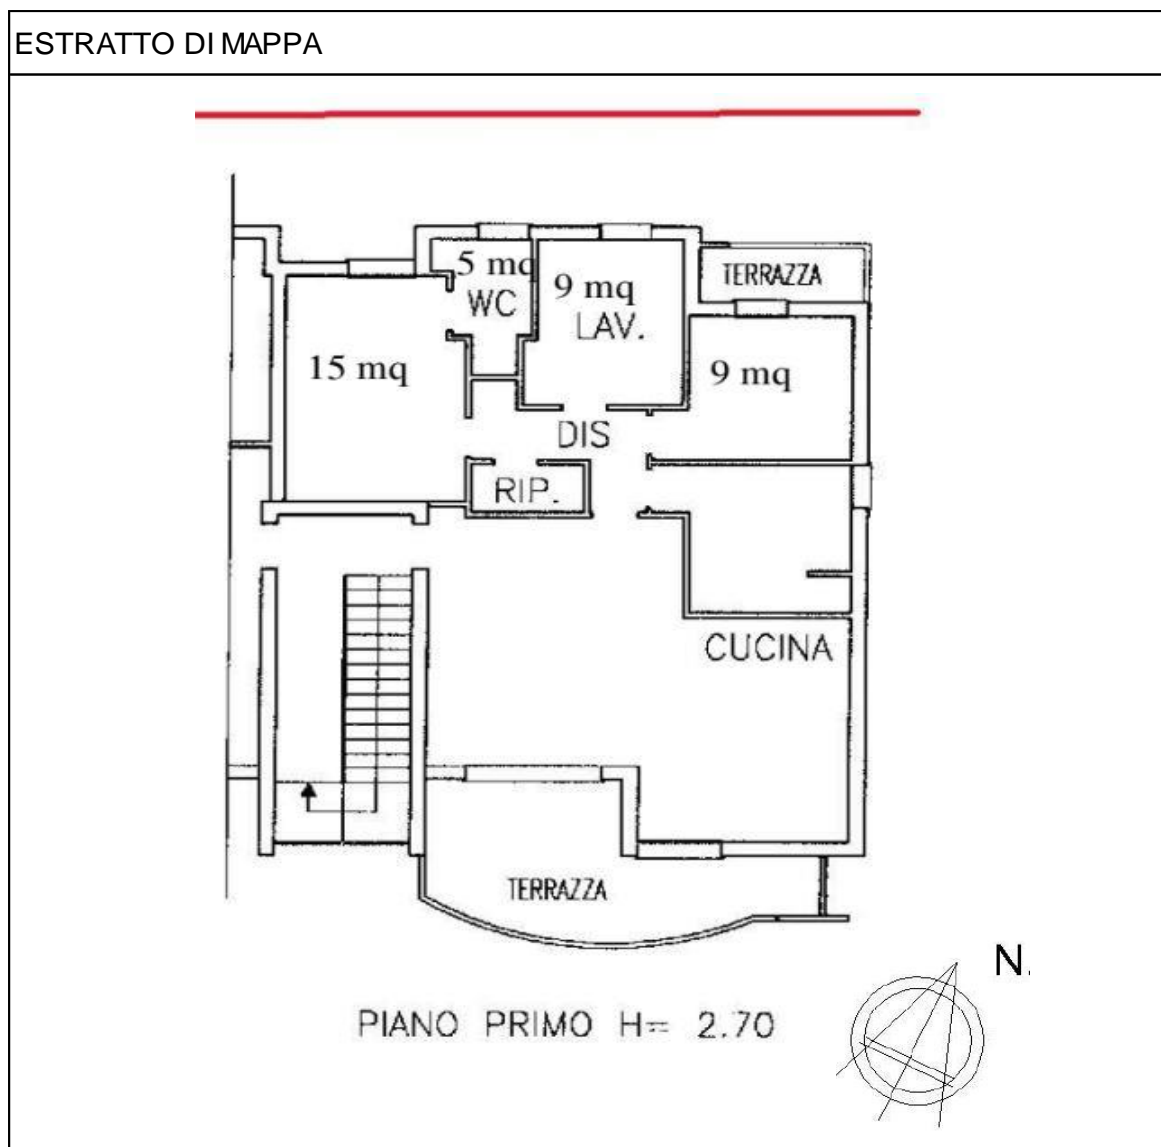 ESTRATTO DI MAPPA
5 mq
WC
9 mq
LAV.
TERRAZZA
15 mq
9 mq
DIS
RIP.
CUCINA
TERRAZZA
N.
PIANO PRIMO H= 2.70